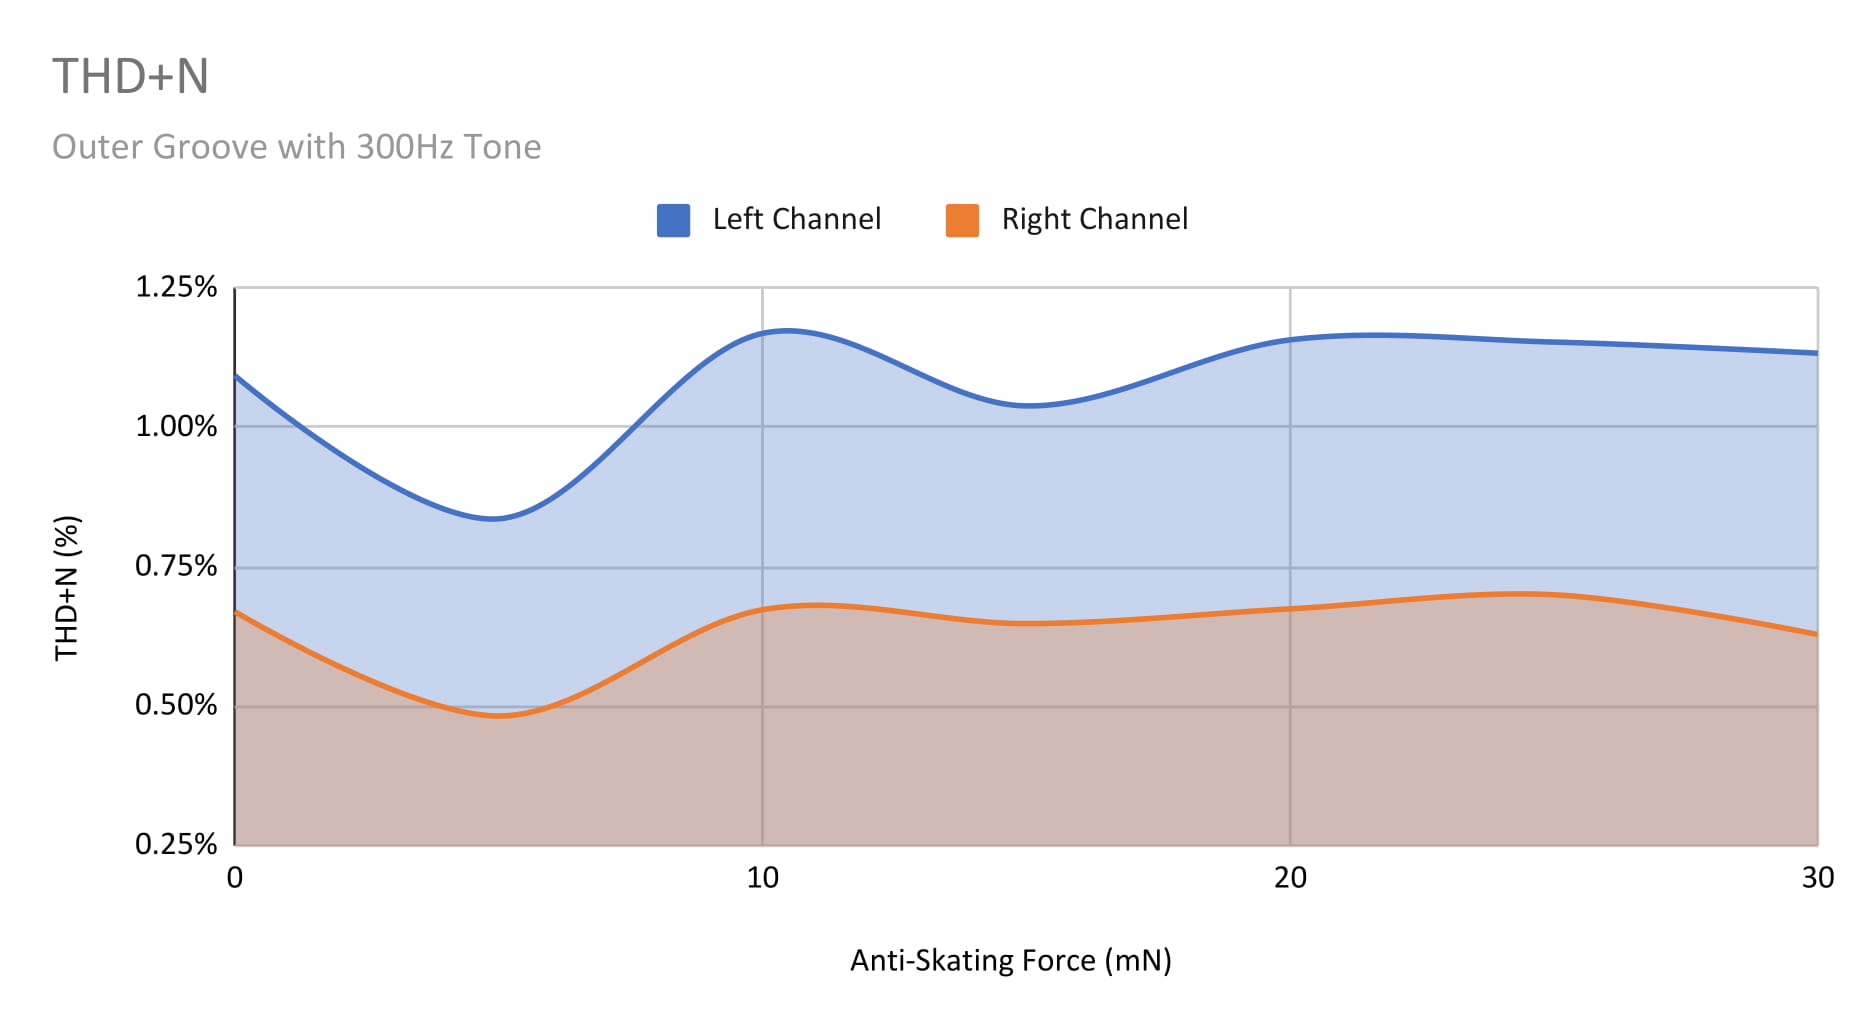 THD+N
Outer Groove with 300Hz Tone
Left Channel
Right Channel
1.25%
1.00%
0.75%
0.50%
0.25%
THD+N (%)
0
10
20
30
Anti-Skating Force (mN)